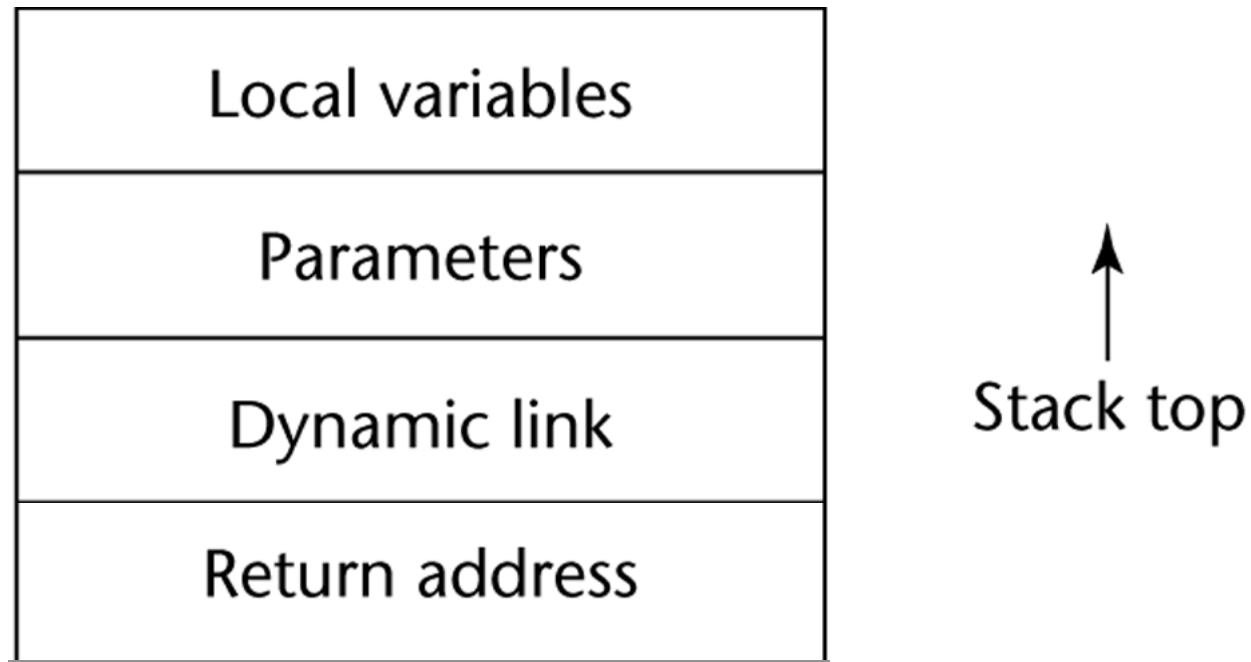 Local variables
Parameters
Dynamic link
Return address
Stack top